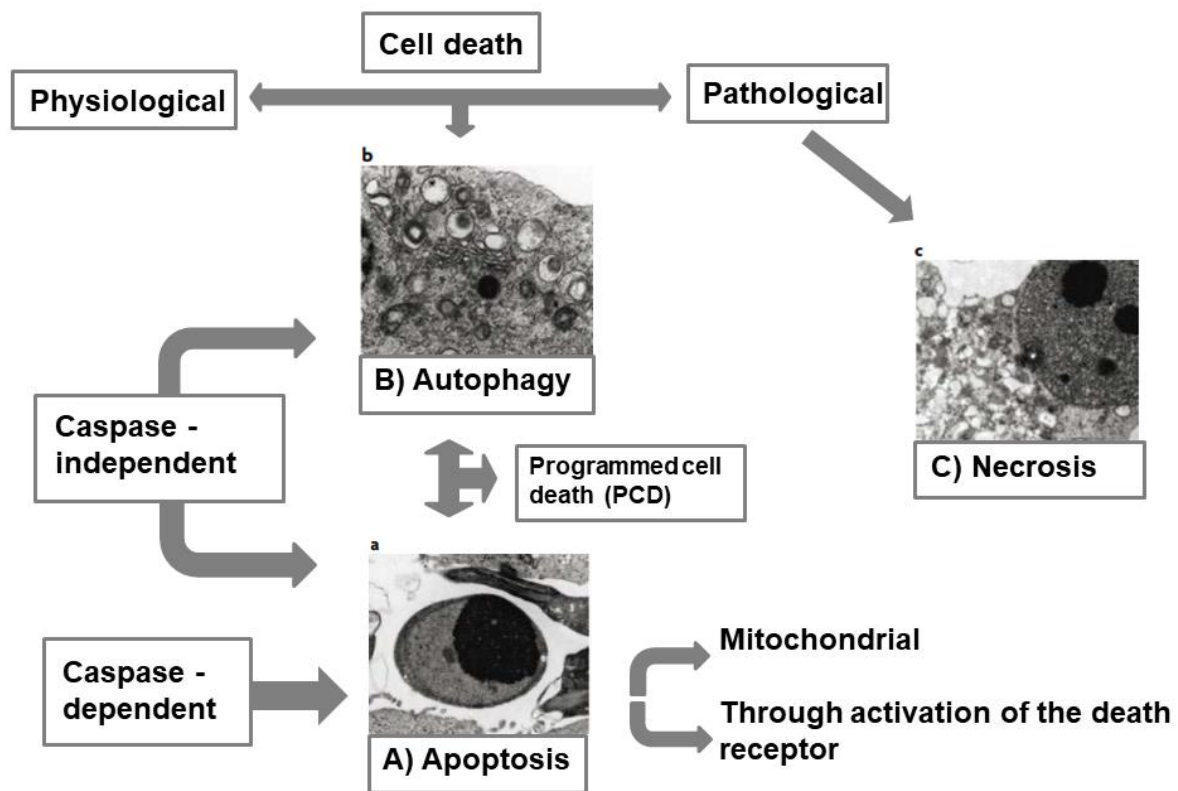 Cell death
Physiological
Pathological
b
c
B) Autophagy
Caspase -
independent
C) Necrosis
Programmed cell
death (PCD)
a
Mitochondrial
Caspase -
dependent
Through activation of the death
receptor
A) Apoptosis